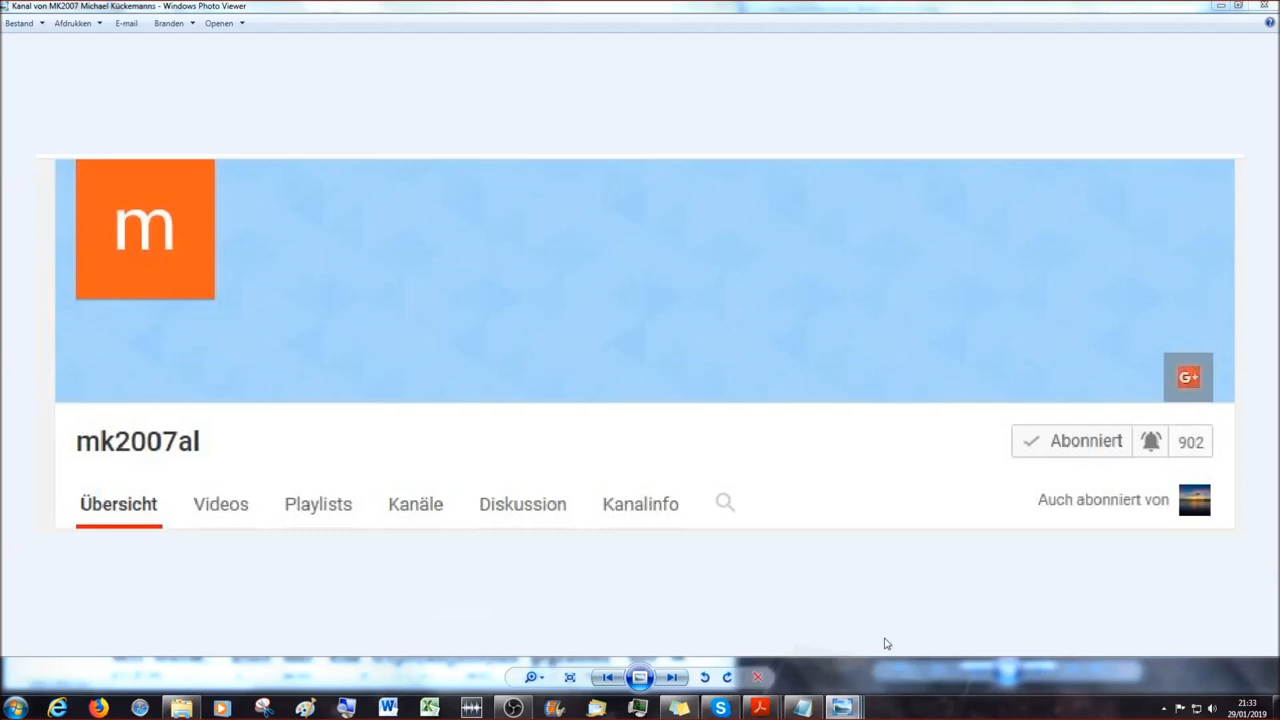 Kanal von MK2007 Michael Kückemanns - Windows Photo Viewer
Bestand Afdrukken E-mail Branden Openen
m
G+
mk2007al
Abonniert 902
Übersicht Videos Playlists Kanäle Diskussion Kanalinfo
Auch abonniert von
21:33
29/01/2019